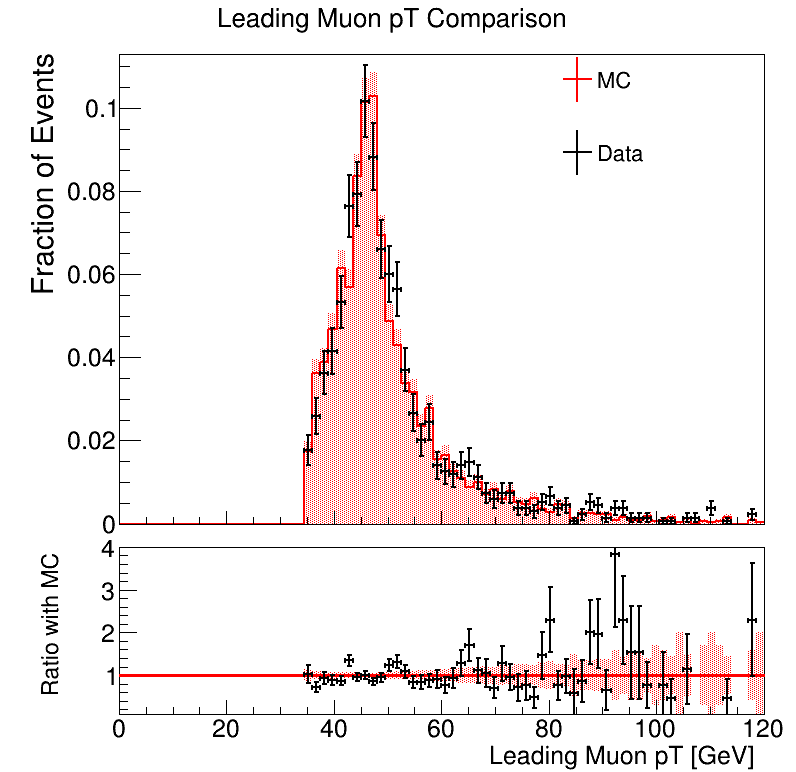 Leading Muon pT Comparison
Fraction of Events
0.1
0.08
0.06
0.04
0.02
0
MC
Data
Ratio with MC
4
3
2
1
0 20 40 60 80 100 120
Leading Muon pT [GeV]